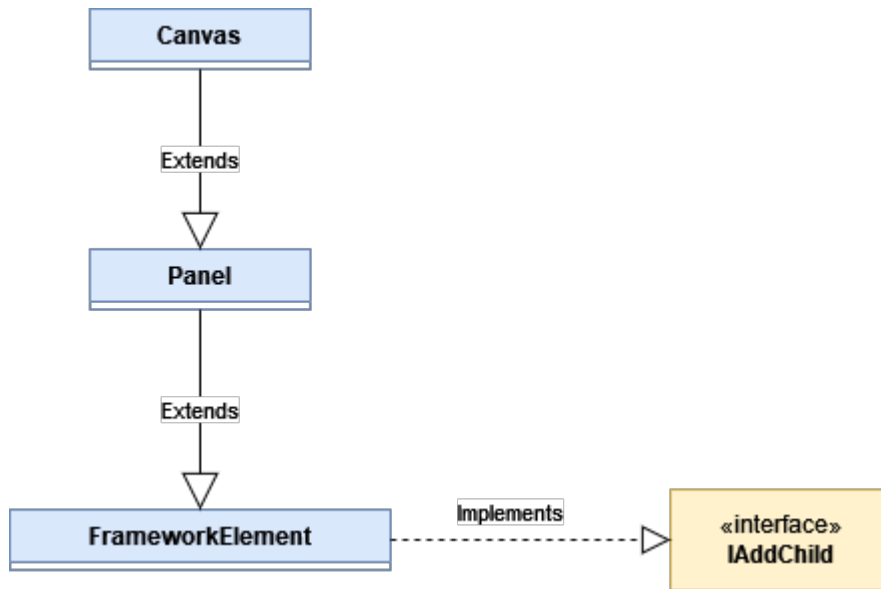 Canvas
Extends
Panel
Extends
FrameworkElement
Implements
«interface»
IAddChild